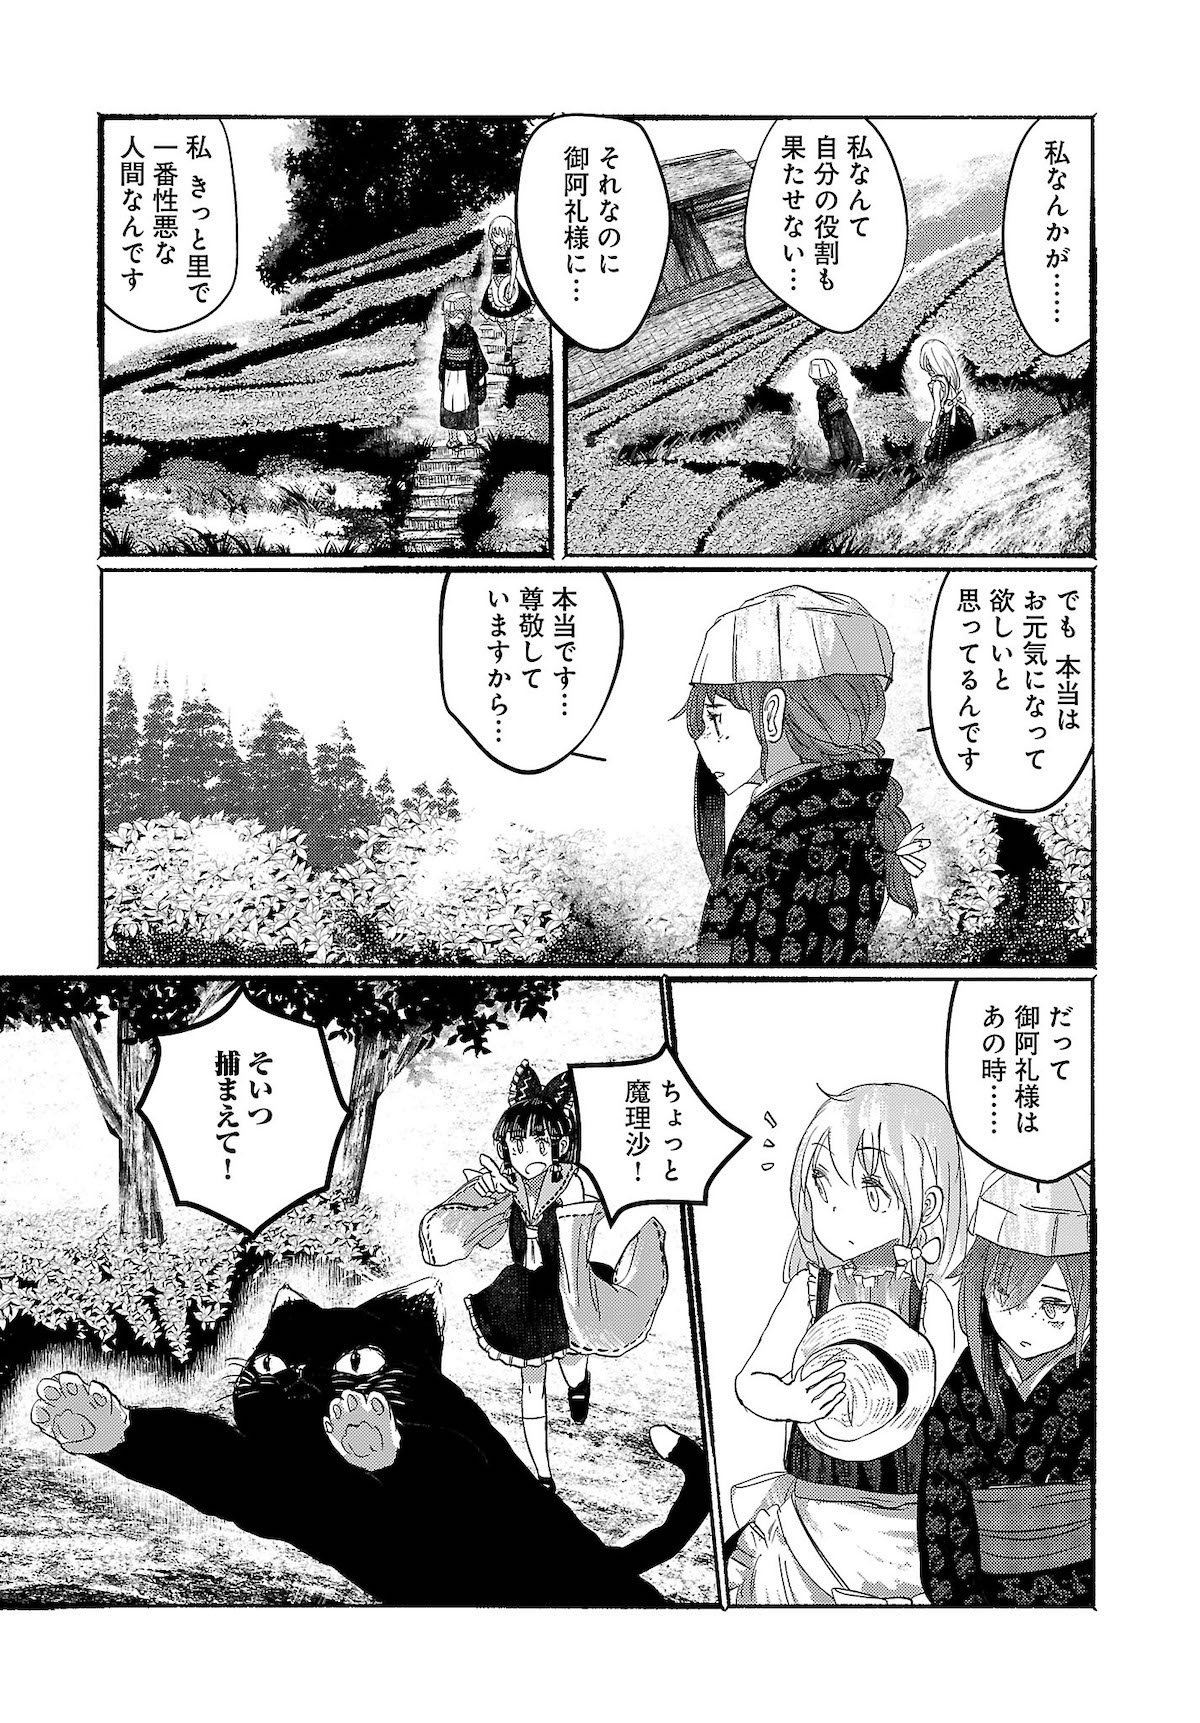 私なんかが……
私なんて
自分の役割も
果たせない…
それなのに
御阿礼様に…
私 きっと里で
一番性悪な
人間なんです
でも 本当は
お元気になって
欲しいと
思ってるんです
本当です…
尊敬して
いますから…
だって
御阿礼様は
あの時……
ちょっと
魔理沙！
そいつ
捕まえて！